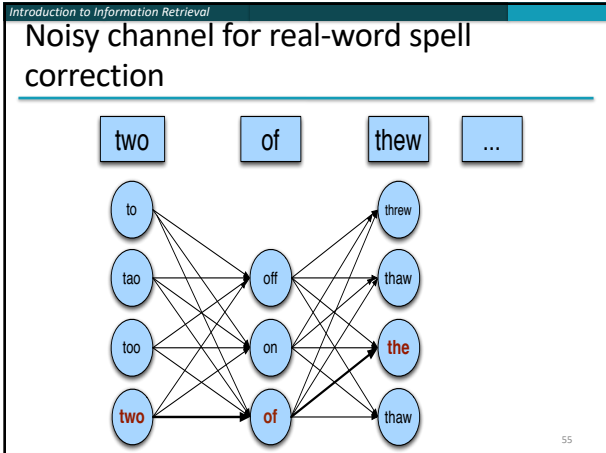 Introduction to Information Retrieval
Noisy channel for real-word spell
correction
two of thew ...
to threw
tao off thaw
too on the
two of thaw
55